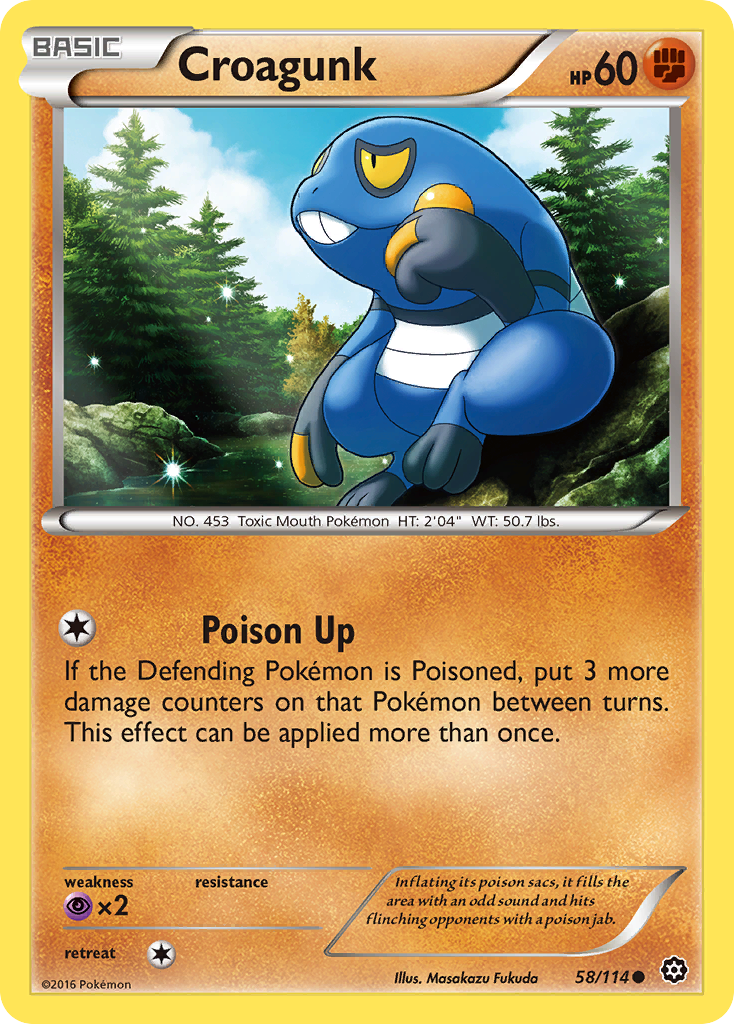 BASIC
Croagunk
HP60
NO. 453 Toxic Mouth Pokémon HT: 2'04" WT: 50.7 lbs.
Poison Up
If the Defending Pokémon is Poisoned, put 3 more
damage counters on that Pokémon between turns.
This effect can be applied more than once.
weakness
resistance
×2
retreat
Inflating its poison sacs, it fills the
area with an odd sound and hits
flinching opponents with a poison jab.
©2016 Pokémon
Illus. Masakazu Fukuda
58/114